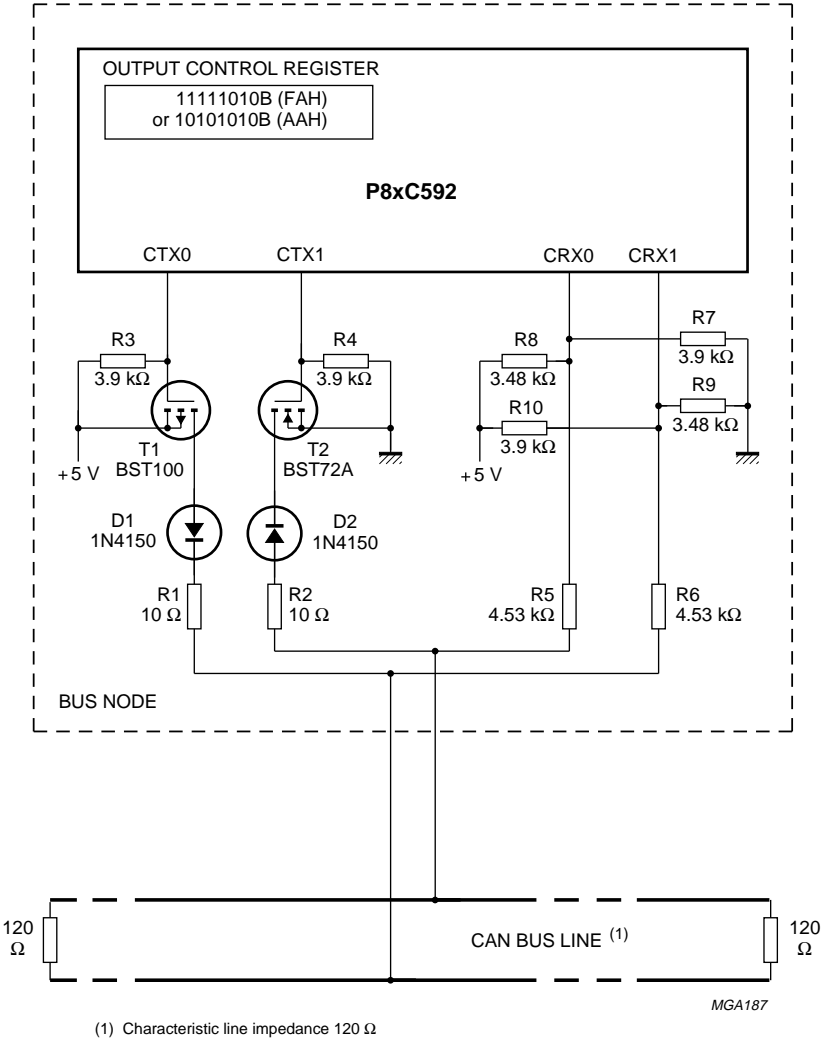 OUTPUT CONTROL REGISTER
11111010B (FAH)
or 10101010B (AAH)
P8xC592
CTX0
CTX1
CRX0
CRX1
R3
3.9 kΩ
R4
3.9 kΩ
R8
3.48 kΩ
R7
3.9 kΩ
R10
3.9 kΩ
R9
3.48 kΩ
T1
BST100
T2
BST72A
+5 V
+5 V
D1
1N4150
D2
1N4150
R1
10 Ω
R2
10 Ω
R5
4.53 kΩ
R6
4.53 kΩ
BUS NODE
120
Ω
CAN BUS LINE (1)
120
Ω
MGA187
(1) Characteristic line impedance 120 Ω